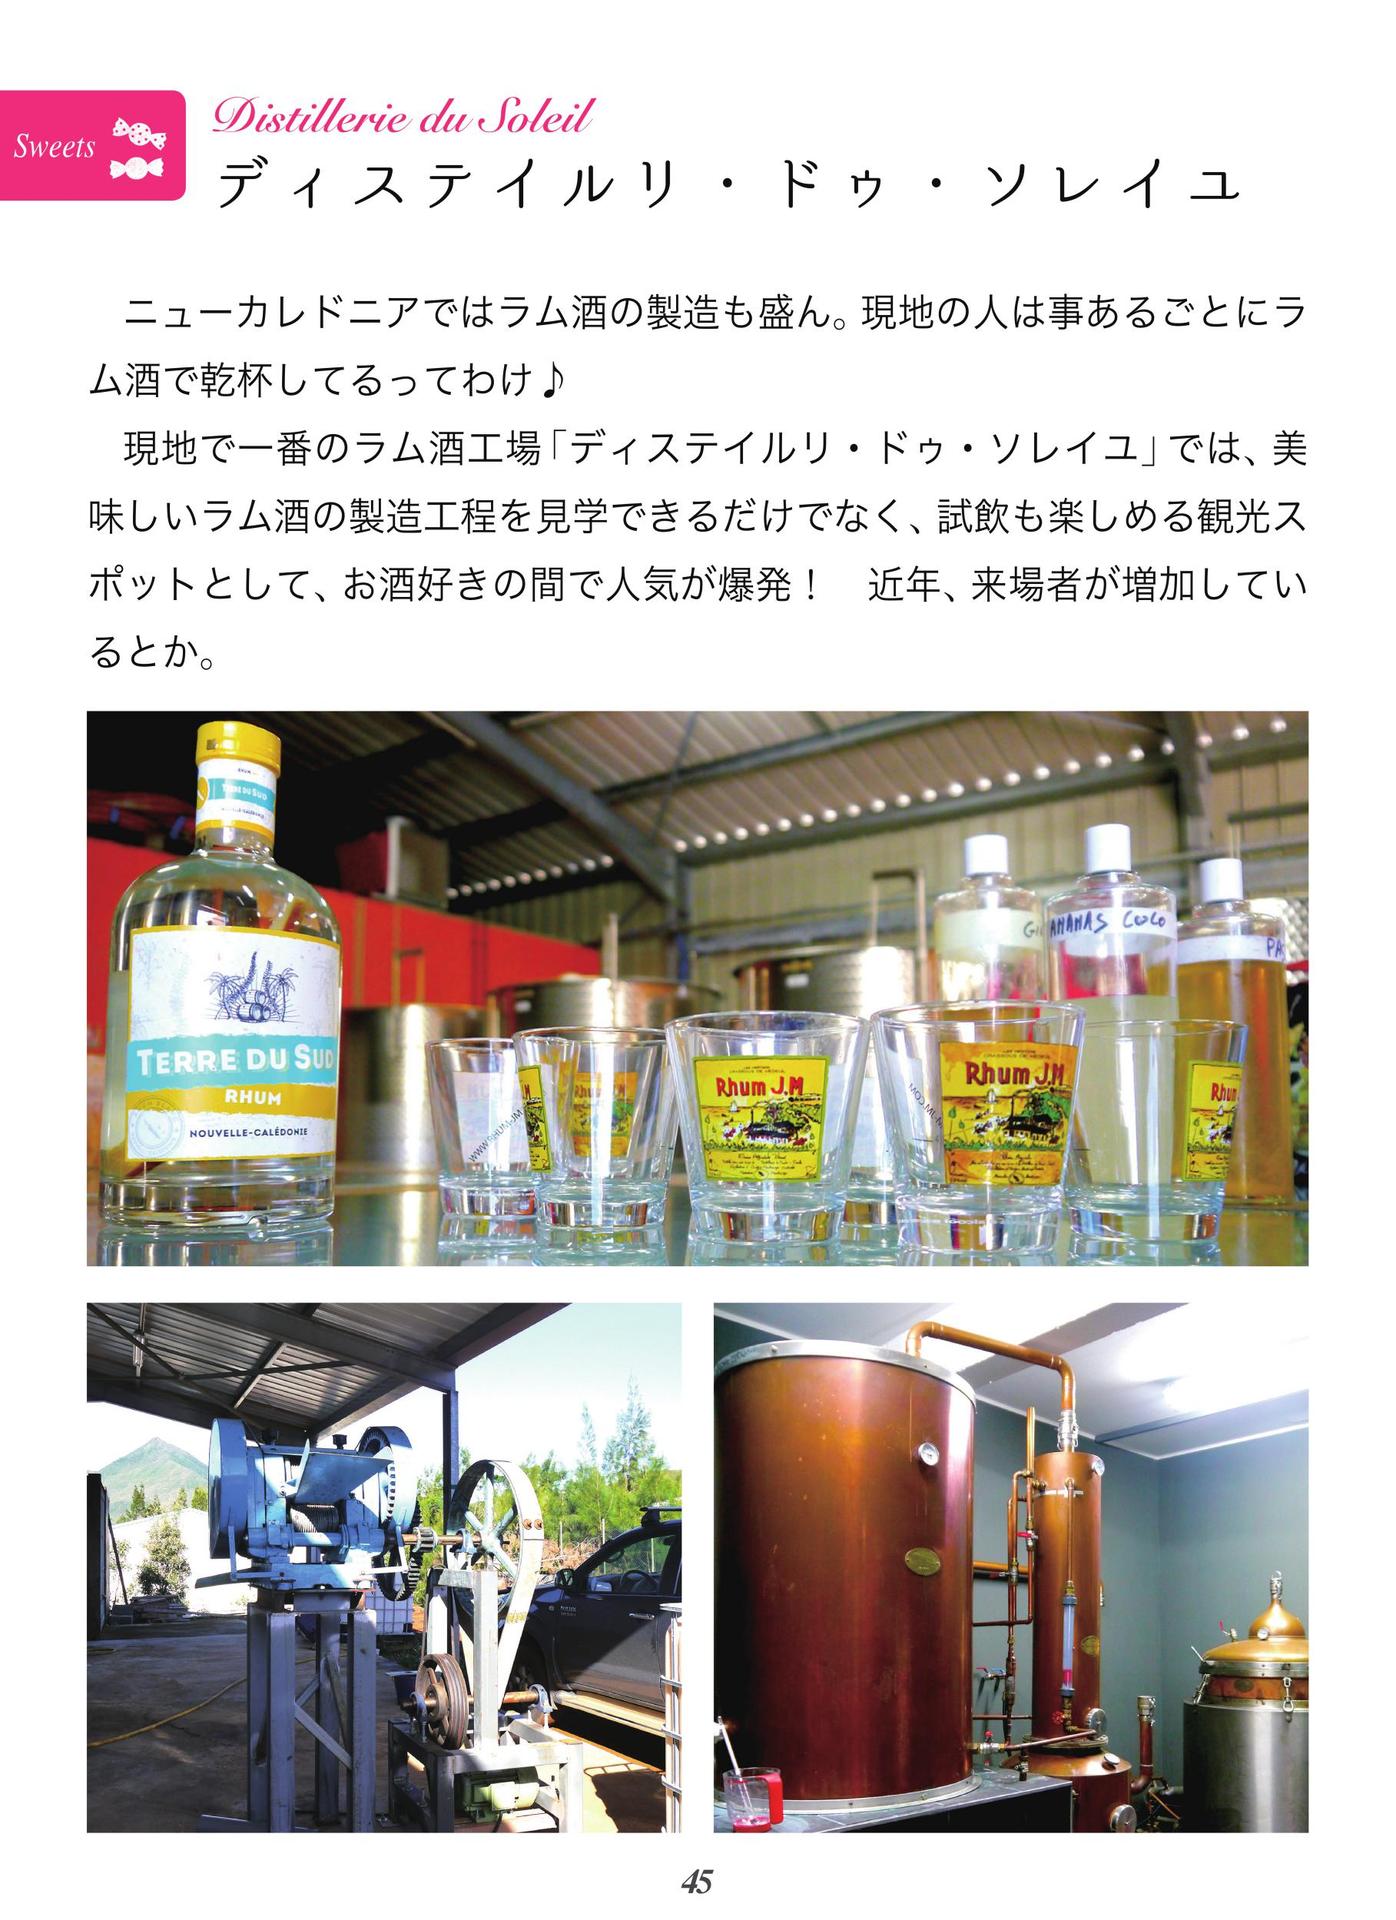 Sweets
Distillerie du Soleil
ディステイルリ・ドゥ・ソレイユ
ニューカレドニアではラム酒の製造も盛ん。現地の人は事あるごとにラ
ム酒で乾杯してるってわけ♪
現地で一番のラム酒工場「ディステイルリ・ドゥ・ソレイユ」では、美
味しいラム酒の製造工程を見学できるだけでなく、試飲も楽しめる観光ス
ポットとして、お酒好きの間で人気が爆発！　近年、来場者が増加してい
るとか。
TERRE DU SUD
TERRE DU SUD
RHUM
NOUVELLE-CALÉDONIE
Rhum J.M
Rhum J.M
ANANAS COCO
PA
45